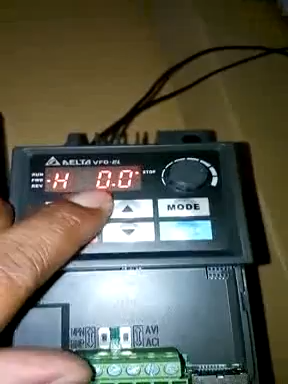 DELTA VFD-EL
RUN
FWD
REV
H 0.0
STOP
MODE
AVI
ACI